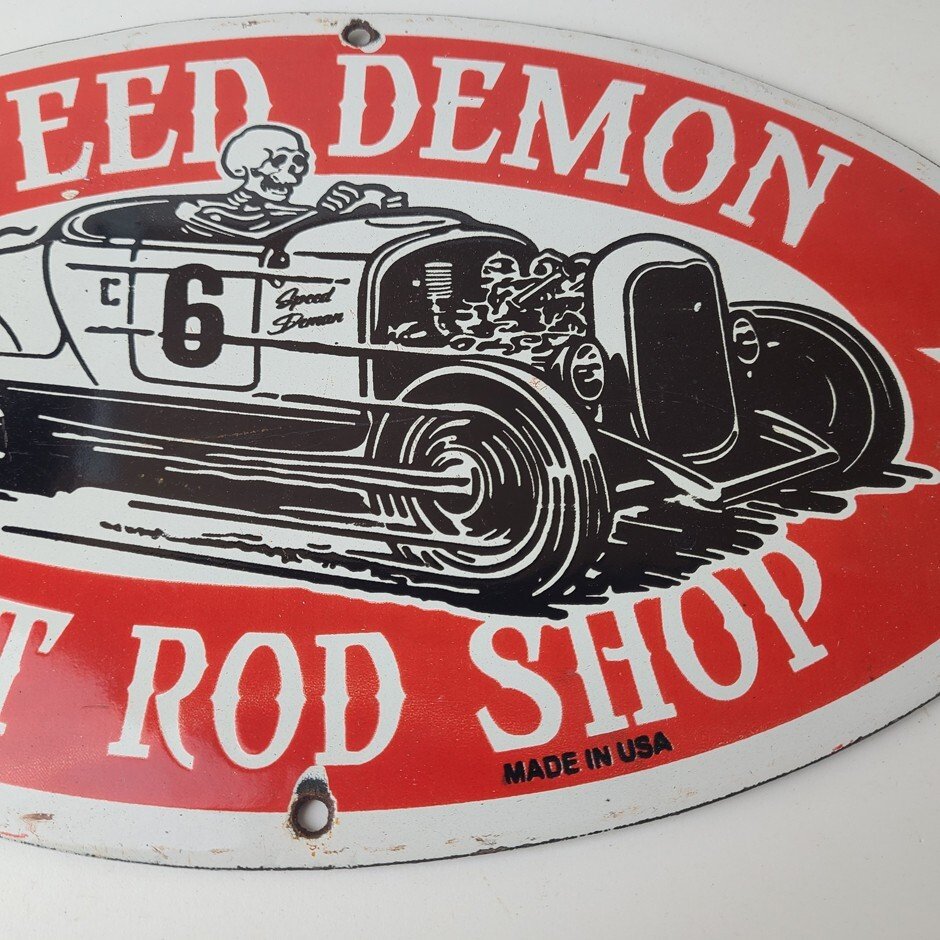 EED DEMON
C 6
Speed
Demon
T ROD SHOP
MADE IN USA